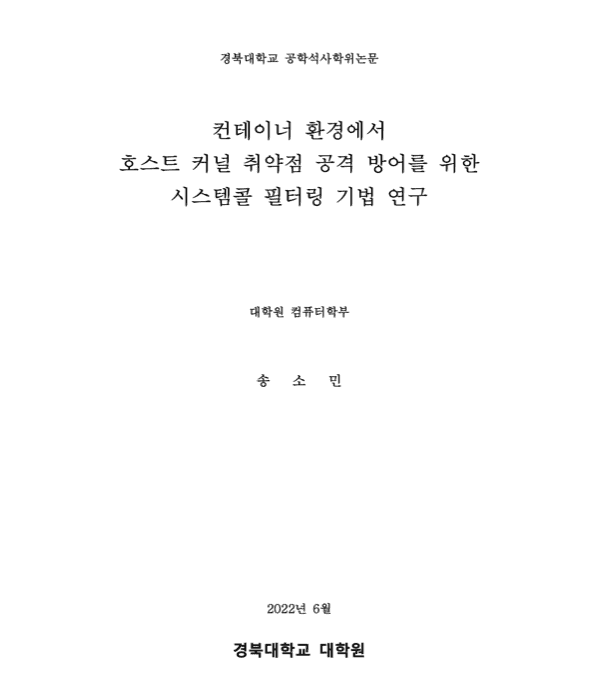 경북대학교 공학석사학위논문
컨테이너 환경에서
호스트 커널 취약점 공격 방어를 위한
시스템콜 필터링 기법 연구
대학원 컴퓨터학부
송 소 민
2022년 6월
경북대학교 대학원